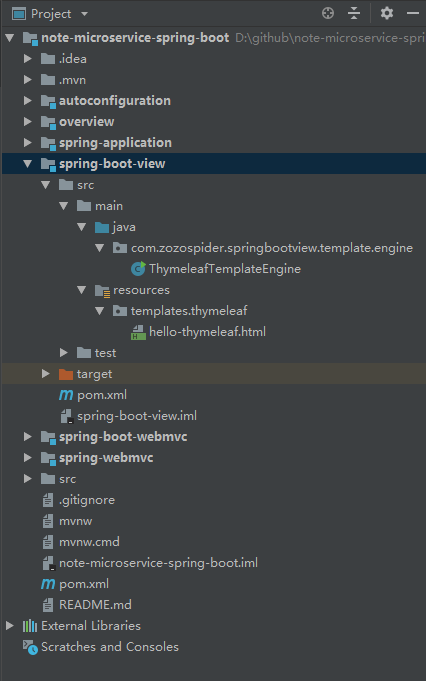 Project
note-microservice-spring-boot D:\github\note-microservice-spri
.idea
.mvn
autoconfiguration
overview
spring-application
spring-boot-view
src
main
java
com.zozospider.springbootview.template.engine
ThymeleafTemplateEngine
resources
templates.thymeleaf
hello-thymeleaf.html
test
target
pom.xml
spring-boot-view.iml
spring-boot-webmvc
spring-webmvc
src
.gitignore
mvnw
mvnw.cmd
note-microservice-spring-boot.iml
pom.xml
README.md
External Libraries
Scratches and Consoles